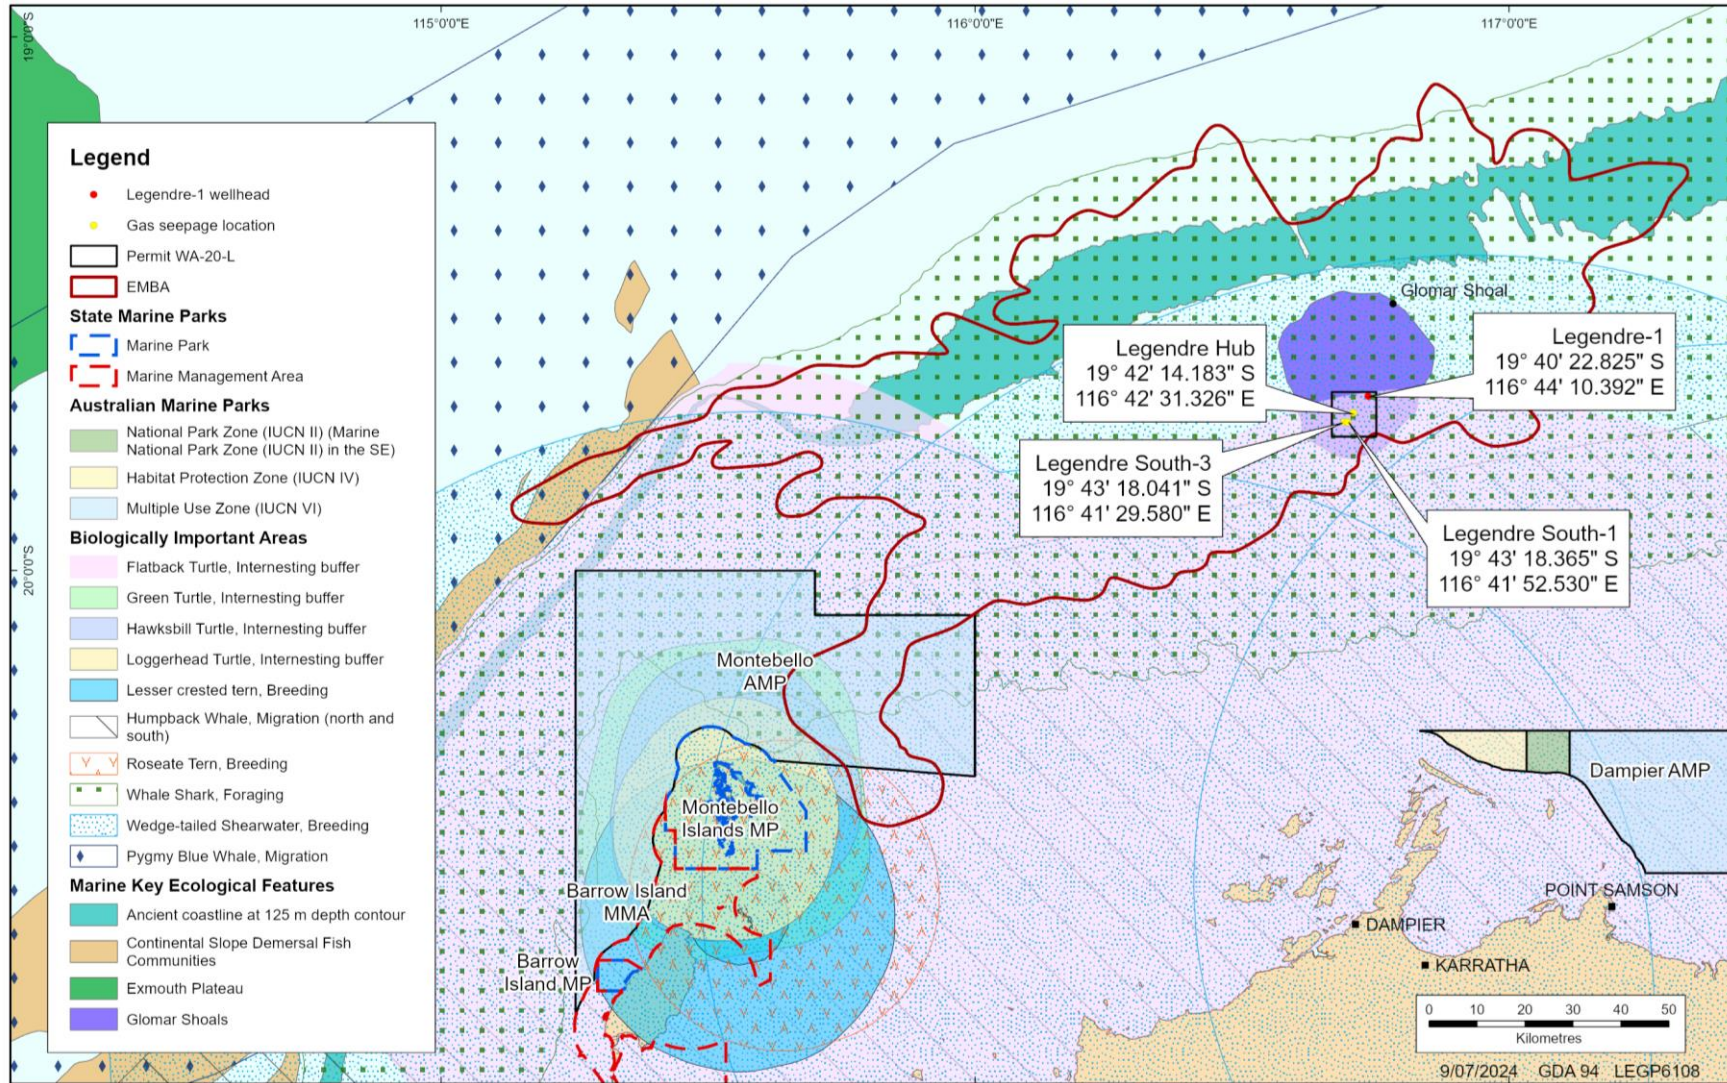 115°0'0"E
116°0'0"E
117°0'0"E
19°0'0"S
20°0'0"S
Legend
Legendre-1 wellhead
Gas seepage location
Permit WA-20-L
EMBA
State Marine Parks
Marine Park
Marine Management Area
Australian Marine Parks
National Park Zone (IUCN II) (Marine
National Park Zone (IUCN II) in the SE)
Habitat Protection Zone (IUCN IV)
Multiple Use Zone (IUCN VI)
Biologically Important Areas
Flatback Turtle, Internesting buffer
Green Turtle, Internesting buffer
Hawksbill Turtle, Internesting buffer
Loggerhead Turtle, Internesting buffer
Lesser crested tern, Breeding
Humpback Whale, Migration (north and
south)
Roseate Tern, Breeding
Whale Shark, Foraging
Wedge-tailed Shearwater, Breeding
Pygmy Blue Whale, Migration
Marine Key Ecological Features
Ancient coastline at 125 m depth contour
Continental Slope Demersal Fish
Communities
Exmouth Plateau
Glomar Shoals
Glomar Shoal
Legendre Hub
19° 42' 14.183" S
116° 42' 31.326" E
Legendre-1
19° 40' 22.825" S
116° 44' 10.392" E
Legendre South-3
19° 43' 18.041" S
116° 41' 29.580" E
Legendre South-1
19° 43' 18.365" S
116° 41' 52.530" E
Montebello
AMP
Montebello
Islands MP
Barrow Island
MMA
Barrow
Island MP
Dampier AMP
POINT SAMSON
DAMPIER
KARRATHA
0 10 20 30 40 50
Kilometres
9/07/2024 GDA 94 LEGP6108